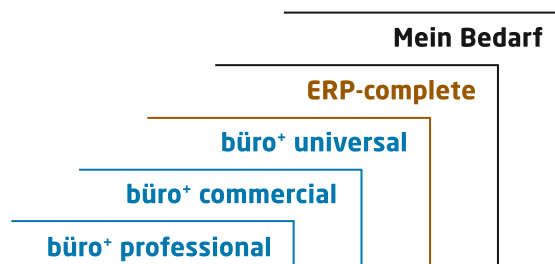 Mein Bedarf
ERP-complete
büro⁺ universal
büro⁺ commercial
büro⁺ professional